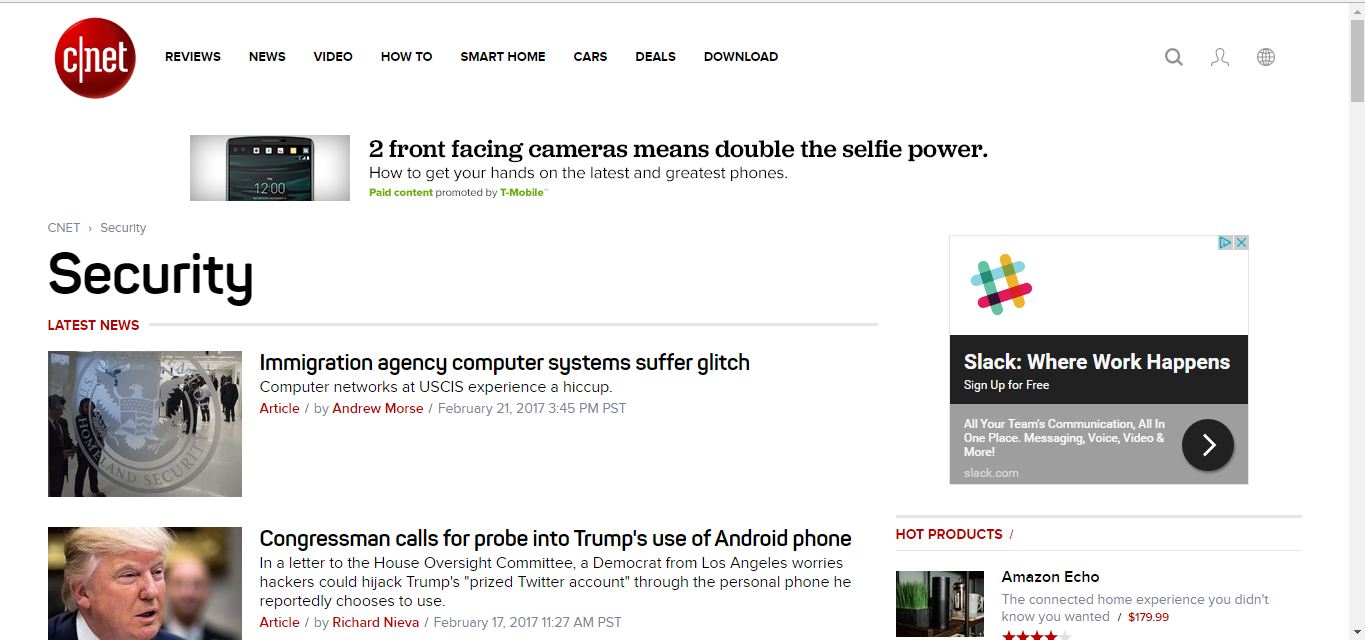 c|net
REVIEWS NEWS VIDEO HOW TO SMART HOME CARS DEALS DOWNLOAD
12:00
2 front facing cameras means double the selfie power.
How to get your hands on the latest and greatest phones.
Paid content promoted by T-Mobile™
CNET › Security
Security
LATEST NEWS
HOMELAND SECURITY
Immigration agency computer systems suffer glitch
Computer networks at USCIS experience a hiccup.
Article / by Andrew Morse / February 21, 2017 3:45 PM PST
Congressman calls for probe into Trump's use of Android phone
In a letter to the House Oversight Committee, a Democrat from Los Angeles worries
hackers could hijack Trump's "prized Twitter account" through the personal phone he
reportedly chooses to use.
Article / by Richard Nieva / February 17, 2017 11:27 AM PST
Slack: Where Work Happens
Sign Up for Free
All Your Team's Communication, All In
One Place. Messaging, Voice, Video &
More!
slack.com
HOT PRODUCTS /
Amazon Echo
The connected home experience you didn't
know you wanted / $179.99